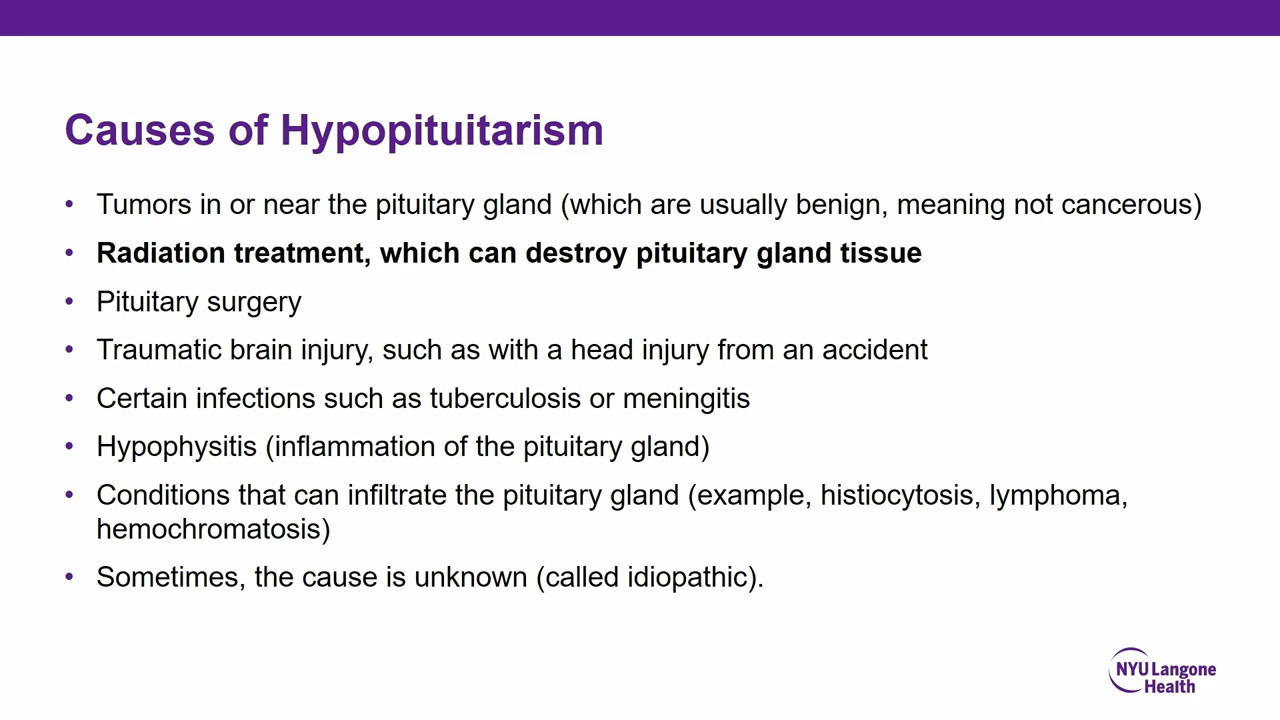 Causes of Hypopituitarism
• Tumors in or near the pituitary gland (which are usually benign, meaning not cancerous)
• Radiation treatment, which can destroy pituitary gland tissue
• Pituitary surgery
• Traumatic brain injury, such as with a head injury from an accident
• Certain infections such as tuberculosis or meningitis
• Hypophysitis (inflammation of the pituitary gland)
• Conditions that can infiltrate the pituitary gland (example, histiocytosis, lymphoma,
hemochromatosis)
• Sometimes, the cause is unknown (called idiopathic).
NYU Langone
Health